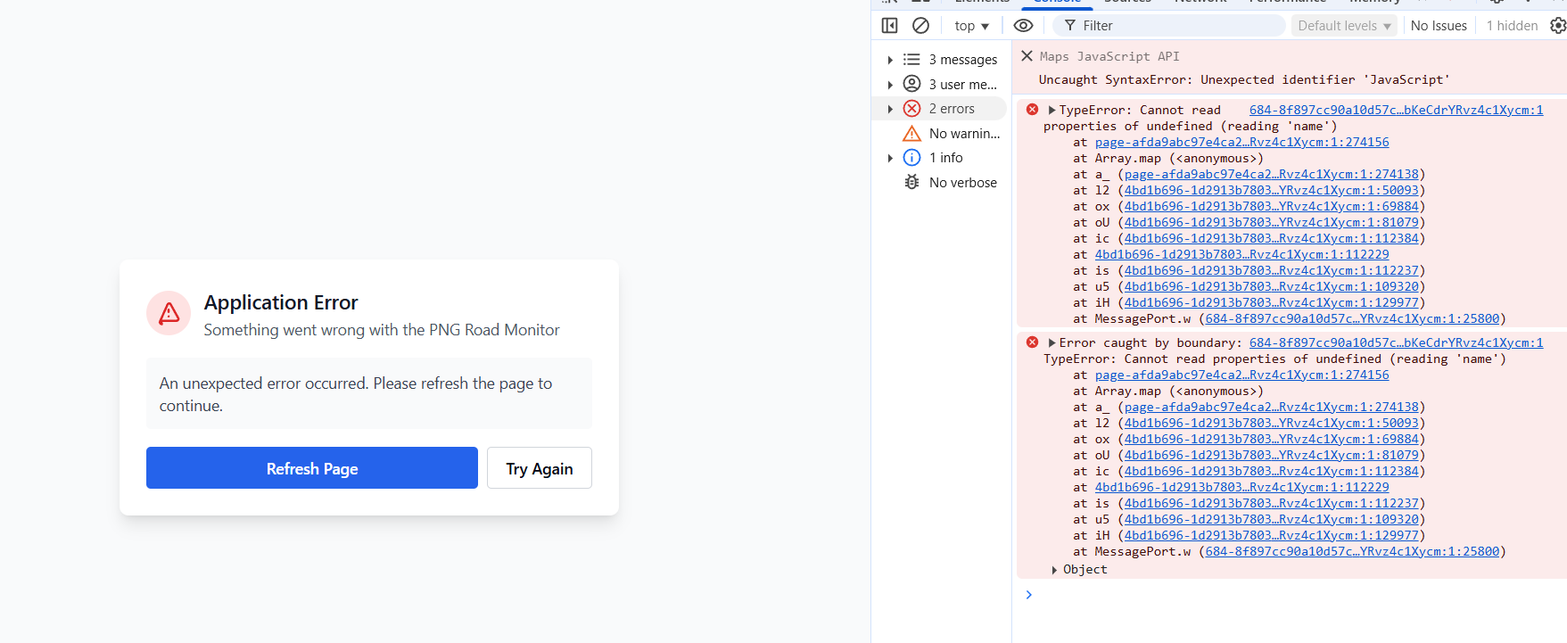 Elements
Console
Sources
Network
Performance
Memory
top
Filter
Default levels
No Issues
1 hidden
3 messages
3 user me...
2 errors
No warnin...
1 info
No verbose
Maps JavaScript API
Uncaught SyntaxError: Unexpected identifier 'JavaScript'
TypeError: Cannot read 684-8f897cc90a10d57c…bKeCdrYRvz4c1Xycm:1
properties of undefined (reading 'name')
at page-afda9abc97e4ca2…Rvz4c1Xycm:1:274156
at Array.map (<anonymous>)
at a_ (page-afda9abc97e4ca2…Rvz4c1Xycm:1:274138)
at l2 (4bd1b696-1d2913b7803…YRvz4c1Xycm:1:50093)
at ox (4bd1b696-1d2913b7803…YRvz4c1Xycm:1:69884)
at oU (4bd1b696-1d2913b7803…YRvz4c1Xycm:1:81079)
at ic (4bd1b696-1d2913b7803…Rvz4c1Xycm:1:112384)
at 4bd1b696-1d2913b7803…Rvz4c1Xycm:1:112229
at is (4bd1b696-1d2913b7803…Rvz4c1Xycm:1:112237)
at u5 (4bd1b696-1d2913b7803…Rvz4c1Xycm:1:109320)
at iH (4bd1b696-1d2913b7803…Rvz4c1Xycm:1:129977)
at MessagePort.w (684-8f897cc90a10d57c…YRvz4c1Xycm:1:25800)
Error caught by boundary: 684-8f897cc90a10d57c…bKeCdrYRvz4c1Xycm:1
TypeError: Cannot read properties of undefined (reading 'name')
at page-afda9abc97e4ca2…Rvz4c1Xycm:1:274156
at Array.map (<anonymous>)
at a_ (page-afda9abc97e4ca2…Rvz4c1Xycm:1:274138)
at l2 (4bd1b696-1d2913b7803…YRvz4c1Xycm:1:50093)
at ox (4bd1b696-1d2913b7803…YRvz4c1Xycm:1:69884)
at oU (4bd1b696-1d2913b7803…YRvz4c1Xycm:1:81079)
at ic (4bd1b696-1d2913b7803…Rvz4c1Xycm:1:112384)
at 4bd1b696-1d2913b7803…Rvz4c1Xycm:1:112229
at is (4bd1b696-1d2913b7803…Rvz4c1Xycm:1:112237)
at u5 (4bd1b696-1d2913b7803…Rvz4c1Xycm:1:109320)
at iH (4bd1b696-1d2913b7803…Rvz4c1Xycm:1:129977)
at MessagePort.w (684-8f897cc90a10d57c…YRvz4c1Xycm:1:25800)
Object
Application Error
Something went wrong with the PNG Road Monitor
An unexpected error occurred. Please refresh the page to
continue.
Refresh Page
Try Again